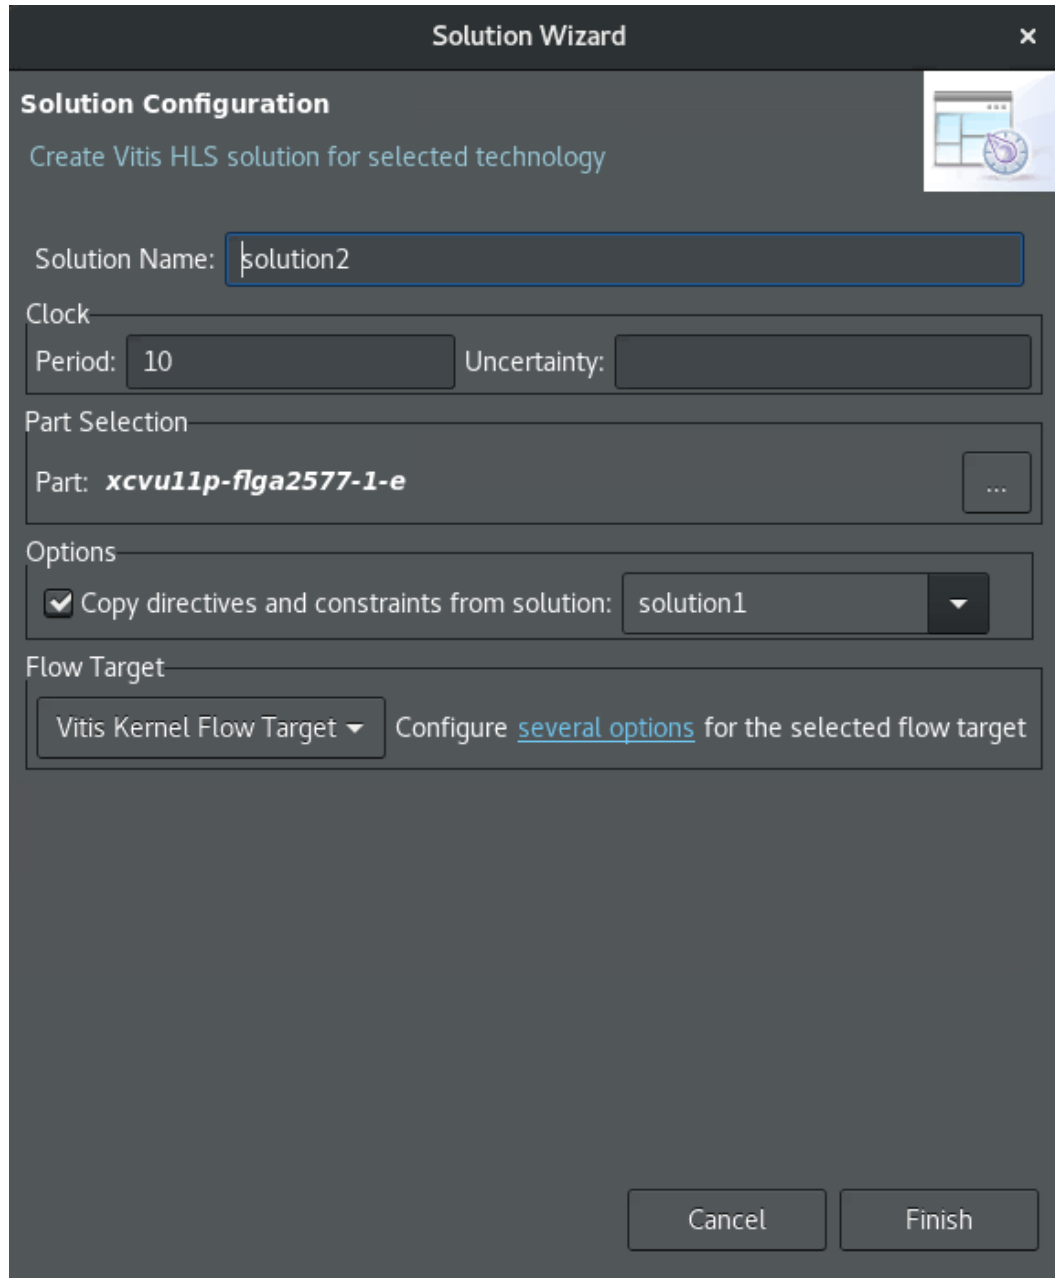 Solution Wizard
Solution Configuration
Create Vitis HLS solution for selected technology
Solution Name: solution2
Clock
Period: 10 Uncertainty:
Part Selection
Part: xcvu11p-flga2577-1-e ...
Options
Copy directives and constraints from solution: solution1
Flow Target
Vitis Kernel Flow Target Configure several options for the selected flow target
Cancel Finish